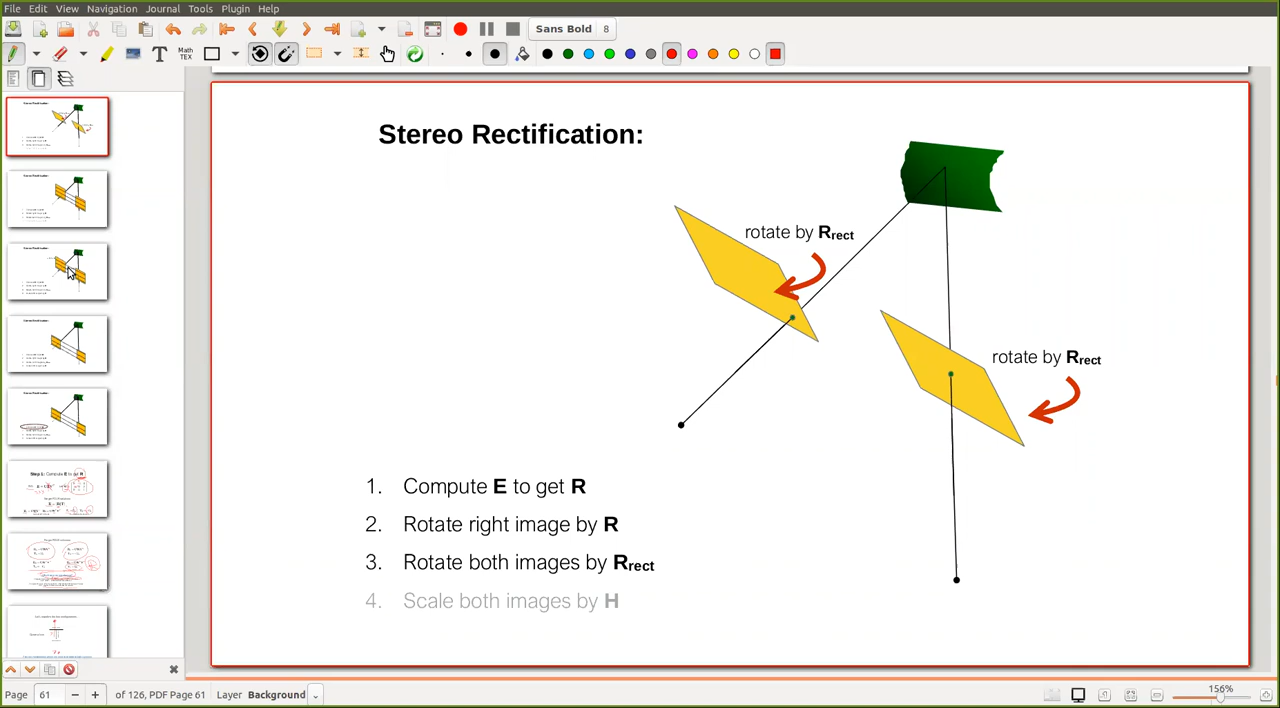 File Edit View Navigation Journal Tools Plugin Help
Sans Bold 8
Math TEX
Stereo Rectification:
rotate by Rrect
rotate by Rrect
1. Compute E to get R
2. Rotate right image by R
3. Rotate both images by Rrect
4. Scale both images by H
Page 61 of 126, PDF Page 61 Layer Background
156%